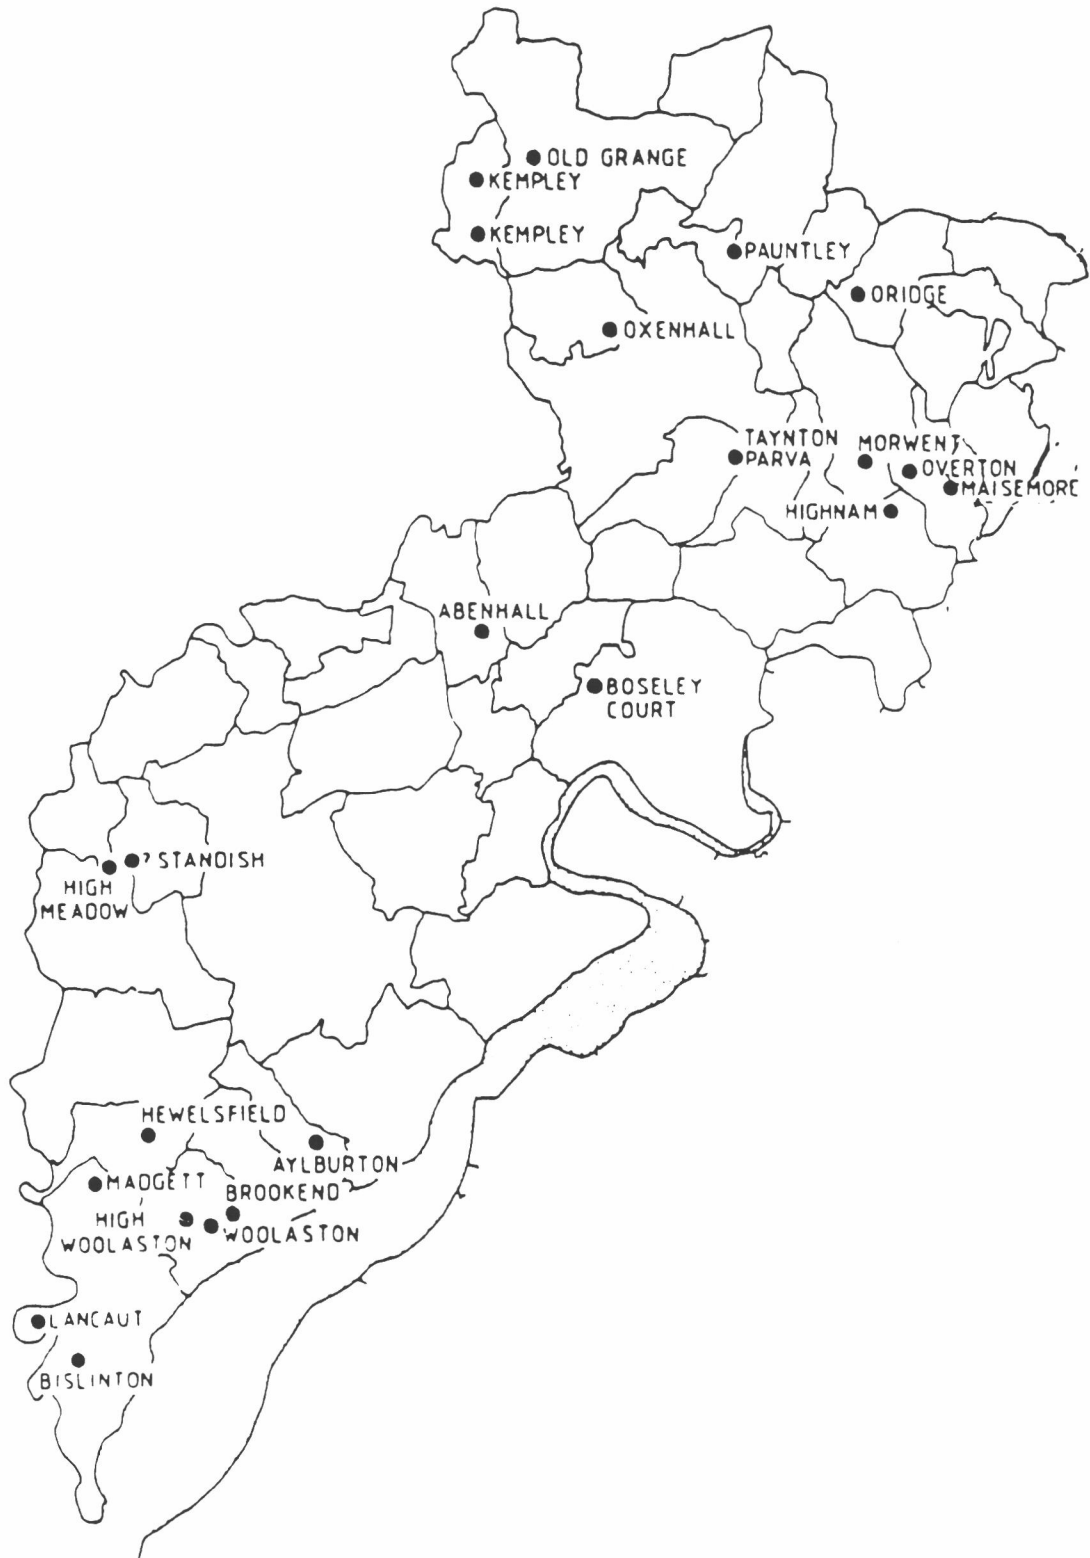 OLD GRANGE
KEMPLEY
KEMPLEY
PAUNTLEY
ORIDGE
OXENHALL
TAYNTON
PARVA
MORWENT
OVERTON
MAISEMORE
HIGHNAM
ABENHALL
BOSELEY
COURT
? STANDISH
HIGH
MEADOW
HEWELSFIELD
AYLBURTON
MADGETT
BROOKEND
HIGH
WOOLASTON
WOOLASTON
LANCAUT
BISLINTON